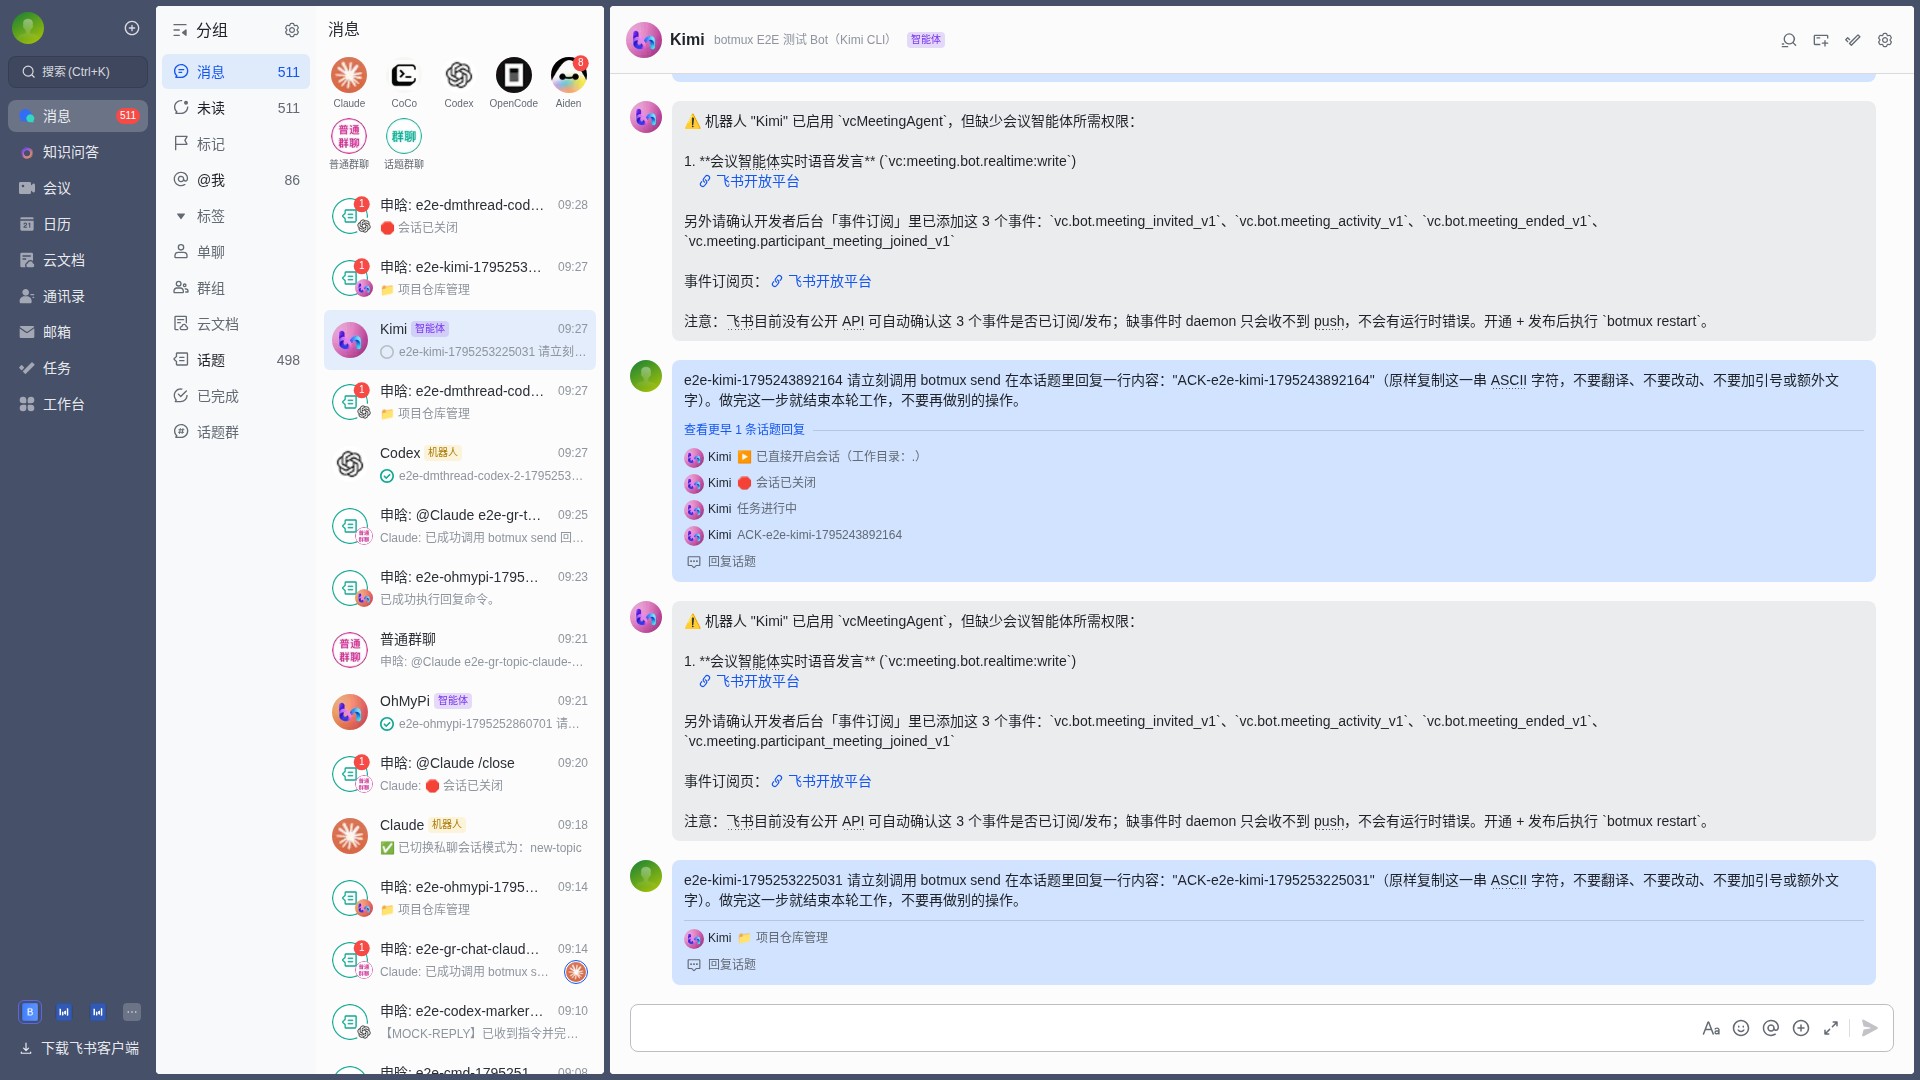 搜索 (Ctrl+K)
消息
511
知识问答
会议
日历
云文档
通讯录
邮箱
任务
工作台
下载飞书客户端
分组
消息 511
未读 511
标记
@我 86
标签
单聊
群组
云文档
话题 498
已完成
话题群
消息
8
Claude CoCo Codex OpenCode Aiden
普通群聊
群聊
普通群聊 话题群聊
1
申晗: e2e-dmthread-cod… 09:28
会话已关闭
1
申晗: e2e-kimi-1795253… 09:27
项目仓库管理
Kimi 智能体 09:27
e2e-kimi-1795253225031 请立刻…
1
申晗: e2e-dmthread-cod… 09:27
项目仓库管理
Codex 机器人 09:27
e2e-dmthread-codex-2-1795253…
申晗: @Claude e2e-gr-t… 09:25
Claude: 已成功调用 botmux send 回…
申晗: e2e-ohmypi-1795… 09:23
已成功执行回复命令。
普通群聊
普通群聊 09:21
申晗: @Claude e2e-gr-topic-claude-…
OhMyPi 智能体 09:21
e2e-ohmypi-1795252860701 请…
1
申晗: @Claude /close 09:20
Claude: 会话已关闭
Claude 机器人 09:18
已切换私聊会话模式为：new-topic
申晗: e2e-ohmypi-1795… 09:14
项目仓库管理
1
申晗: e2e-gr-chat-claud… 09:14
Claude: 已成功调用 botmux s…
申晗: e2e-codex-marker… 09:10
【MOCK-REPLY】已收到指令并完…
申晗: e2e-cmd-1795251… 09:08
Kimi botmux E2E 测试 Bot（Kimi CLI） 智能体
机器人 "Kimi" 已启用 `vcMeetingAgent`，但缺少会议智能体所需权限：
1. **会议智能体实时语音发言** (`vc:meeting.bot.realtime:write`)
飞书开放平台
另外请确认开发者后台「事件订阅」里已添加这 3 个事件：`vc.bot.meeting_invited_v1`、`vc.bot.meeting_activity_v1`、`vc.bot.meeting_ended_v1`、
`vc.meeting.participant_meeting_joined_v1`
事件订阅页： 飞书开放平台
注意：飞书目前没有公开 API 可自动确认这 3 个事件是否已订阅/发布；缺事件时 daemon 只会收不到 push，不会有运行时错误。开通 + 发布后执行 `botmux restart`。
e2e-kimi-1795243892164 请立刻调用 botmux send 在本话题里回复一行内容："ACK-e2e-kimi-1795243892164"（原样复制这一串 ASCII 字符，不要翻译、不要改动、不要加引号或额外文
字）。做完这一步就结束本轮工作，不要再做别的操作。
查看更早 1 条话题回复
Kimi 已直接开启会话（工作目录：.）
Kimi 会话已关闭
Kimi 任务进行中
Kimi ACK-e2e-kimi-1795243892164
回复话题
机器人 "Kimi" 已启用 `vcMeetingAgent`，但缺少会议智能体所需权限：
1. **会议智能体实时语音发言** (`vc:meeting.bot.realtime:write`)
飞书开放平台
另外请确认开发者后台「事件订阅」里已添加这 3 个事件：`vc.bot.meeting_invited_v1`、`vc.bot.meeting_activity_v1`、`vc.bot.meeting_ended_v1`、
`vc.meeting.participant_meeting_joined_v1`
事件订阅页： 飞书开放平台
注意：飞书目前没有公开 API 可自动确认这 3 个事件是否已订阅/发布；缺事件时 daemon 只会收不到 push，不会有运行时错误。开通 + 发布后执行 `botmux restart`。
e2e-kimi-1795253225031 请立刻调用 botmux send 在本话题里回复一行内容："ACK-e2e-kimi-1795253225031"（原样复制这一串 ASCII 字符，不要翻译、不要改动、不要加引号或额外文
字）。做完这一步就结束本轮工作，不要再做别的操作。
Kimi 项目仓库管理
回复话题
Aa